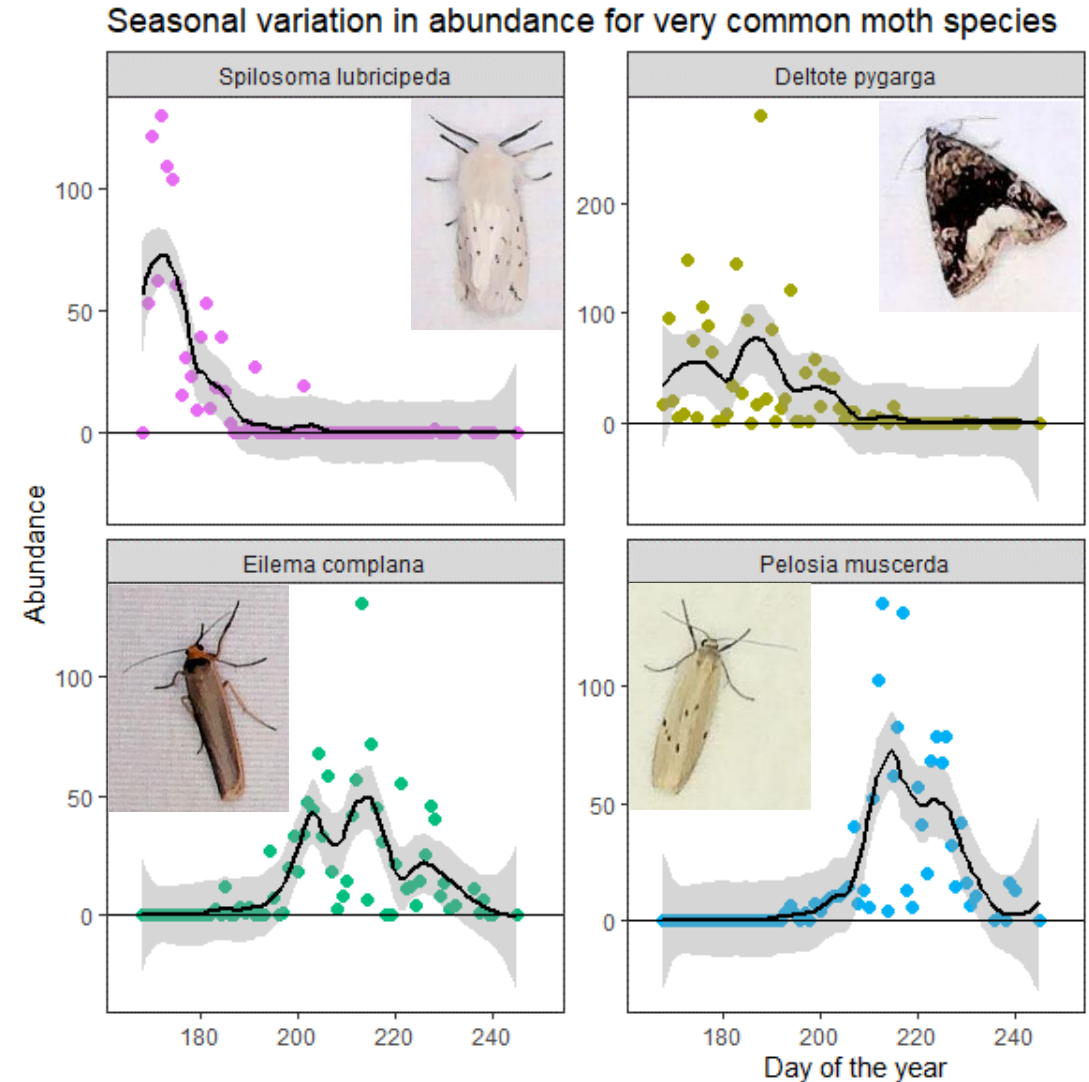 Seasonal variation in abundance for very common moth species
Spilosoma lubricipeda
Deltote pygarga
100
50
0
200
100
0
Abundance
Eilema complana
Pelosia muscerda
100
50
0
100
50
0
180 200 220 240
180 200 220 240
Day of the year